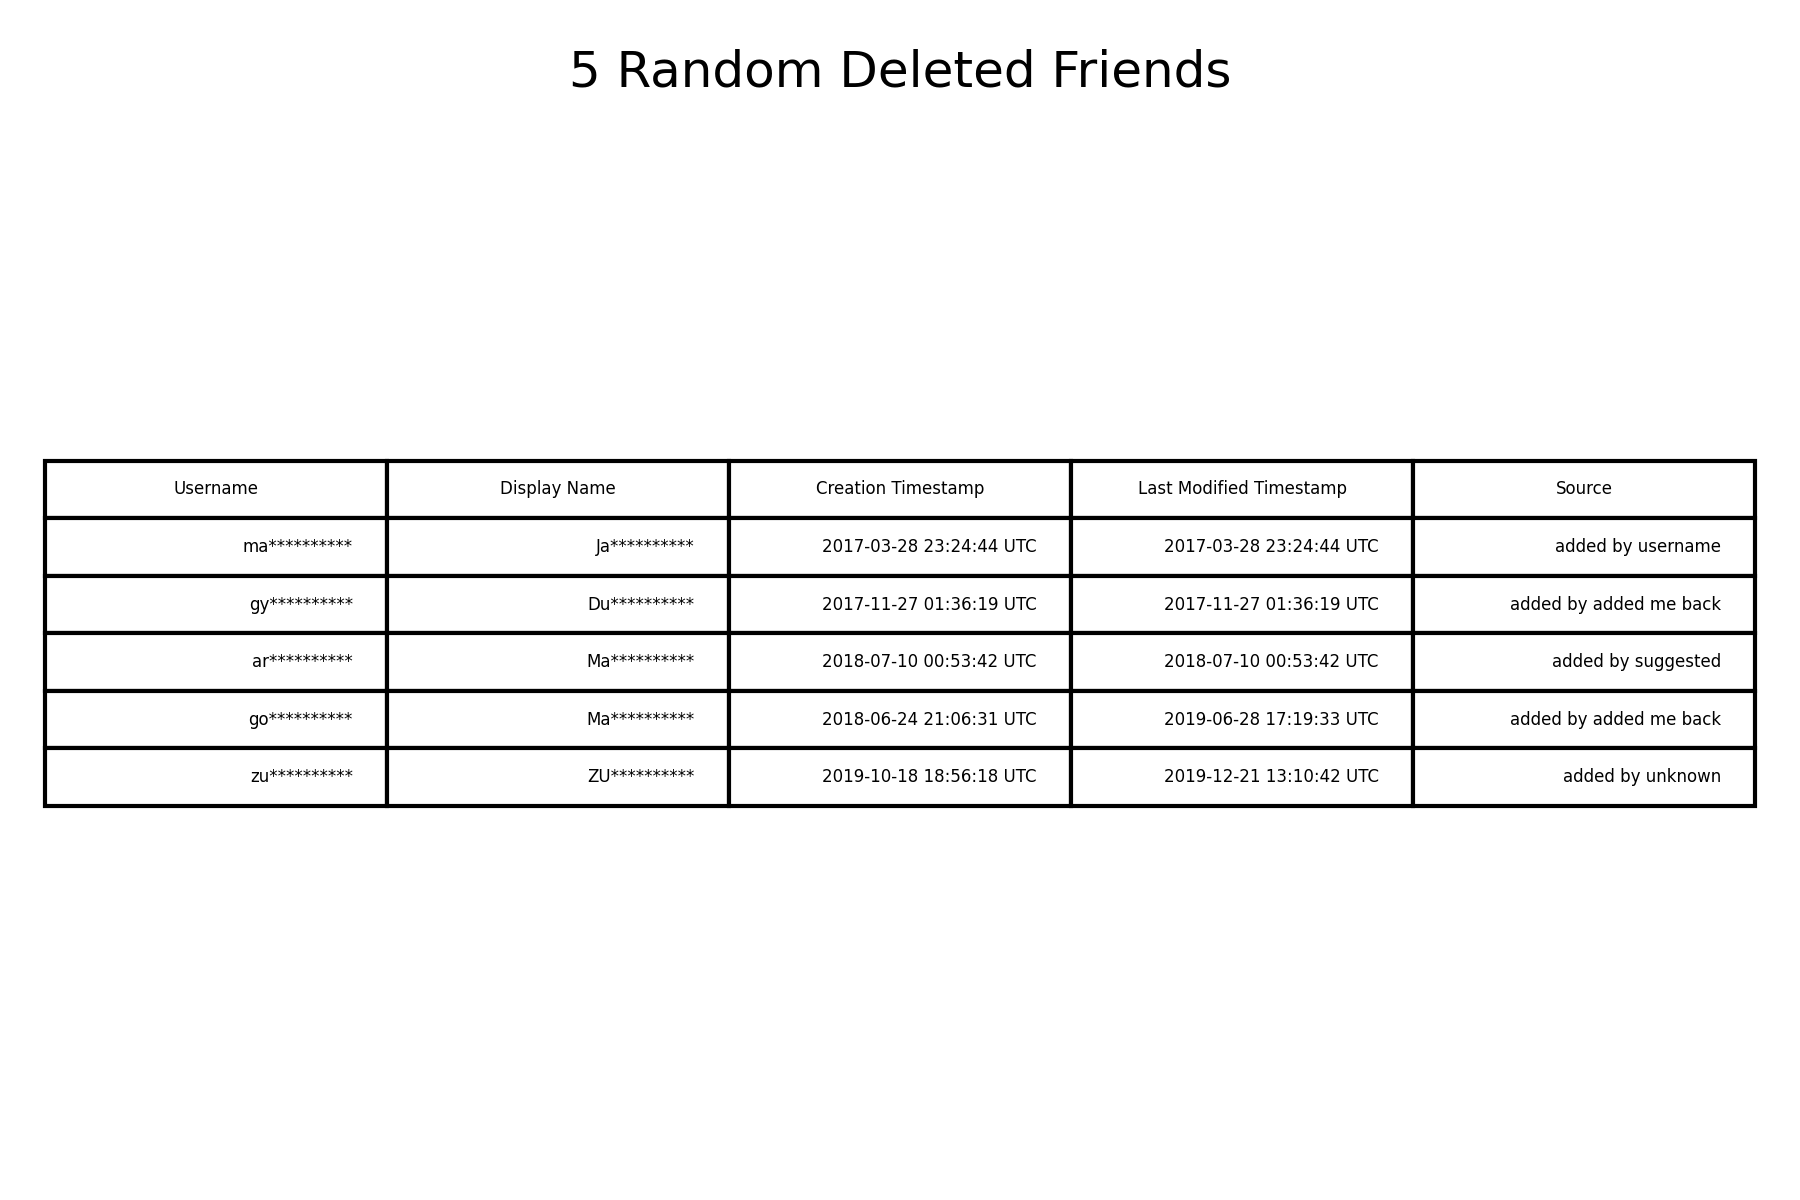 5 Random Deleted Friends
Username Display Name Creation Timestamp Last Modified Timestamp Source
ma********** Ja********** 2017-03-28 23:24:44 UTC 2017-03-28 23:24:44 UTC added by username
gy********** Du********** 2017-11-27 01:36:19 UTC 2017-11-27 01:36:19 UTC added by added me back
ar********** Ma********** 2018-07-10 00:53:42 UTC 2018-07-10 00:53:42 UTC added by suggested
go********** Ma********** 2018-06-24 21:06:31 UTC 2019-06-28 17:19:33 UTC added by added me back
zu********** ZU********** 2019-10-18 18:56:18 UTC 2019-12-21 13:10:42 UTC added by unknown